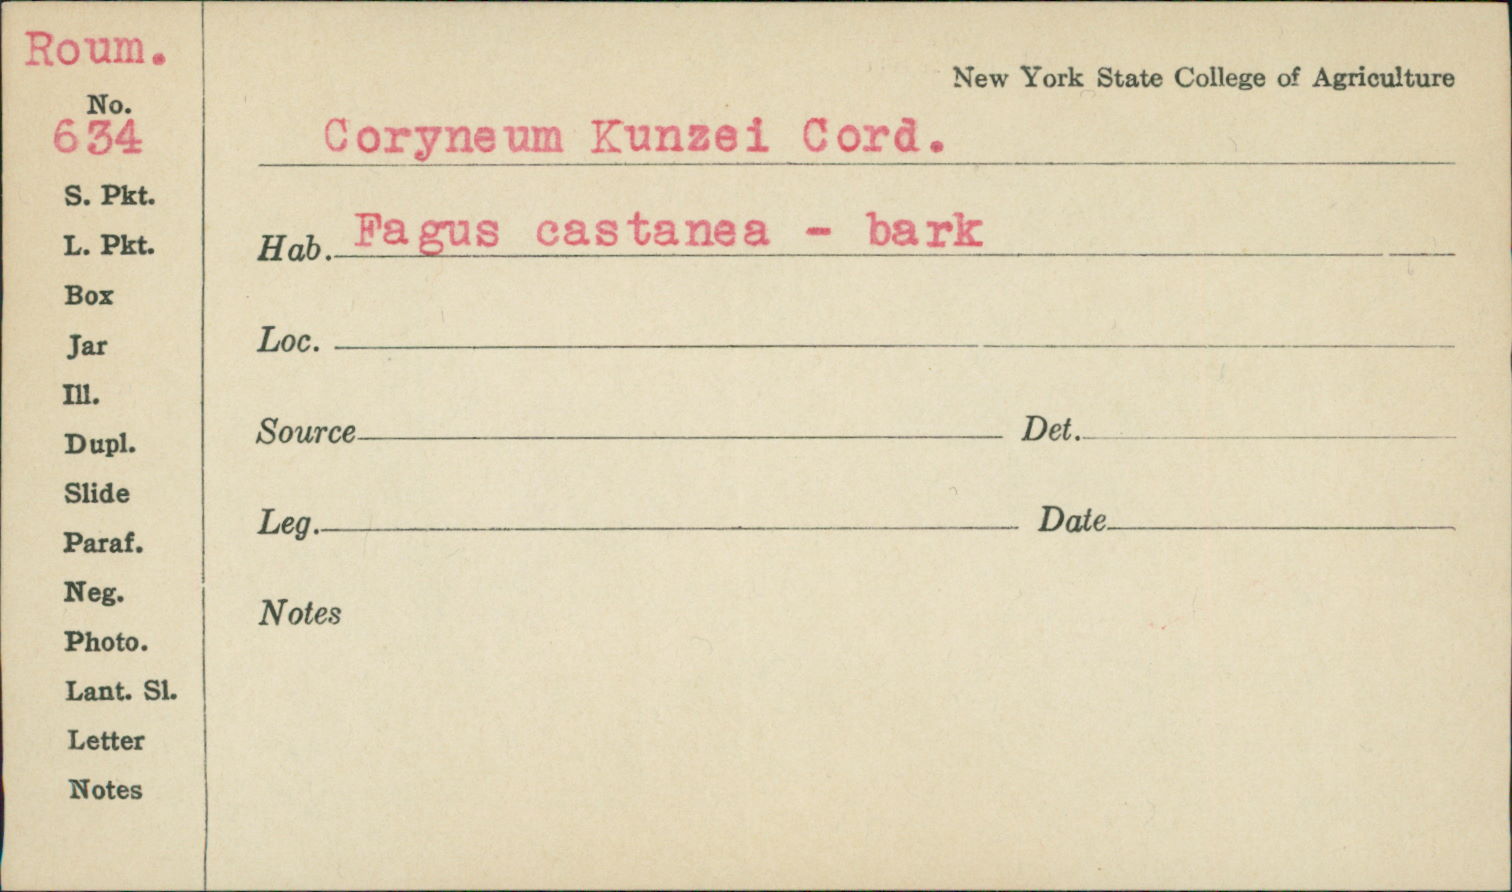 Roum.
No.
634
S. Pkt.
L. Pkt.
Box
Jar
Ill.
Dupl.
Slide
Paraf.
Neg.
Photo.
Lant. Sl.
Letter
Notes
New York State College of Agriculture
Coryneum Kunzei Cord.
Hab. Fagus castanea - bark
Loc.
Source Det.
Leg. Date
Notes